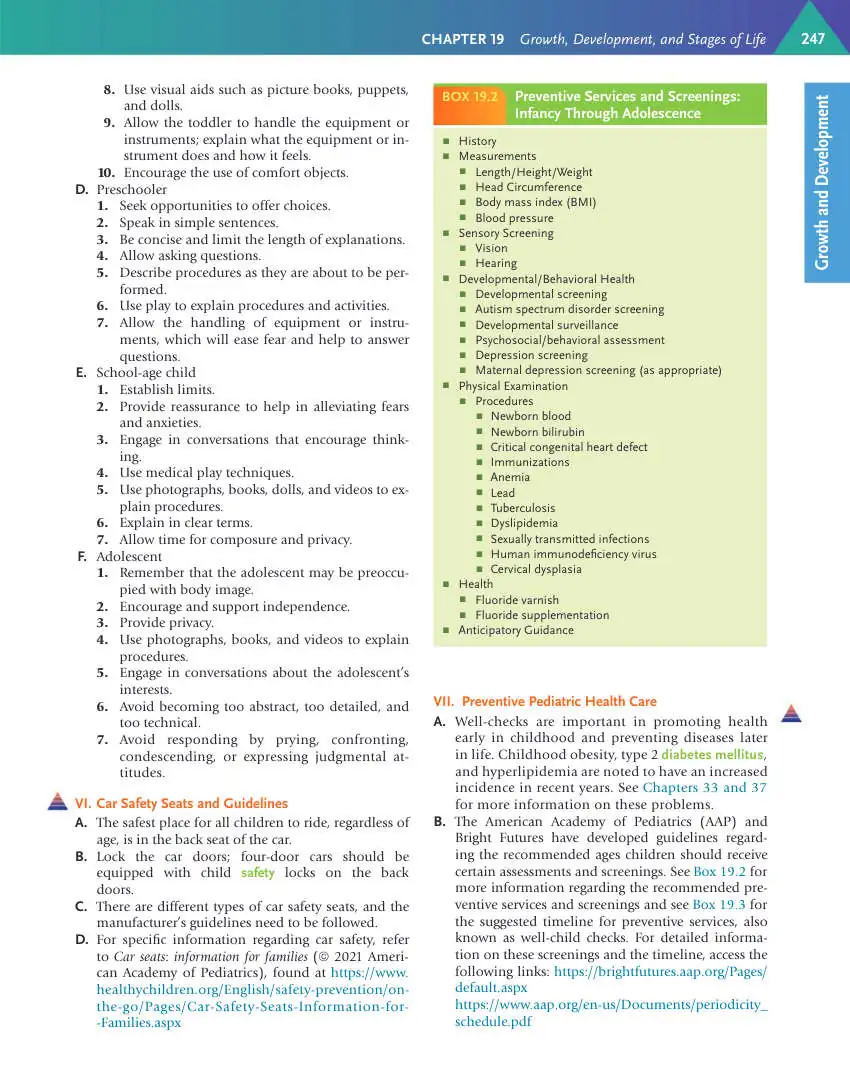 CHAPTER 19 Growth, Development, and Stages of Life 247
8. Use visual aids such as picture books, puppets,
and dolls.
9. Allow the toddler to handle the equipment or
instruments; explain what the equipment or in-
strument does and how it feels.
10. Encourage the use of comfort objects.
D. Preschooler
1. Seek opportunities to offer choices.
2. Speak in simple sentences.
3. Be concise and limit the length of explanations.
4. Allow asking questions.
5. Describe procedures as they are about to be per-
formed.
6. Use play to explain procedures and activities.
7. Allow the handling of equipment or instru-
ments, which will ease fear and help to answer
questions.
E. School-age child
1. Establish limits.
2. Provide reassurance to help in alleviating fears
and anxieties.
3. Engage in conversations that encourage think-
ing.
4. Use medical play techniques.
5. Use photographs, books, dolls, and videos to ex-
plain procedures.
6. Explain in clear terms.
7. Allow time for composure and privacy.
F. Adolescent
1. Remember that the adolescent may be preoccu-
pied with body image.
2. Encourage and support independence.
3. Provide privacy.
4. Use photographs, books, and videos to explain
procedures.
5. Engage in conversations about the adolescent's
interests.
6. Avoid becoming too abstract, too detailed, and
too technical.
7. Avoid responding by prying, confronting,
condescending, or expressing judgmental at-
titudes.
VI. Car Safety Seats and Guidelines
A. The safest place for all children to ride, regardless of
age, is in the back seat of the car.
B. Lock the car doors; four-door cars should be
equipped with child safety locks on the back
doors.
C. There are different types of car safety seats, and the
manufacturer's guidelines need to be followed.
D. For specific information regarding car safety, refer
to Car seats: information for families (© 2021 Ameri-
can Academy of Pediatrics), found at https://www.
healthychildren.org/English/safety-prevention/on-
the-go/Pages/Car-Safety-Seats-Information-for-
-Families.aspx
BOX 19.2 Preventive Services and Screenings:
Infancy Through Adolescence
■ History
■ Measurements
■ Length/Height/Weight
■ Head Circumference
■ Body mass index (BMI)
■ Blood pressure
■ Sensory Screening
■ Vision
■ Hearing
■ Developmental/Behavioral Health
■ Developmental screening
■ Autism spectrum disorder screening
■ Developmental surveillance
■ Psychosocial/behavioral assessment
■ Depression screening
■ Maternal depression screening (as appropriate)
■ Physical Examination
■ Procedures
■ Newborn blood
■ Newborn bilirubin
■ Critical congenital heart defect
■ Immunizations
■ Anemia
■ Lead
■ Tuberculosis
■ Dyslipidemia
■ Sexually transmitted infections
■ Human immunodeficiency virus
■ Cervical dysplasia
■ Health
■ Fluoride varnish
■ Fluoride supplementation
■ Anticipatory Guidance
VII. Preventive Pediatric Health Care
A. Well-checks are important in promoting health
early in childhood and preventing diseases later
in life. Childhood obesity, type 2 diabetes mellitus,
and hyperlipidemia are noted to have an increased
incidence in recent years. See Chapters 33 and 37
for more information on these problems.
B. The American Academy of Pediatrics (AAP) and
Bright Futures have developed guidelines regard-
ing the recommended ages children should receive
certain assessments and screenings. See Box 19.2 for
more information regarding the recommended pre-
ventive services and screenings and see Box 19.3 for
the suggested timeline for preventive services, also
known as well-child checks. For detailed informa-
tion on these screenings and the timeline, access the
following links: https://brightfutures.aap.org/Pages/
default.aspx
https://www.aap.org/en-us/Documents/periodicity_
schedule.pdf
Growth and Development